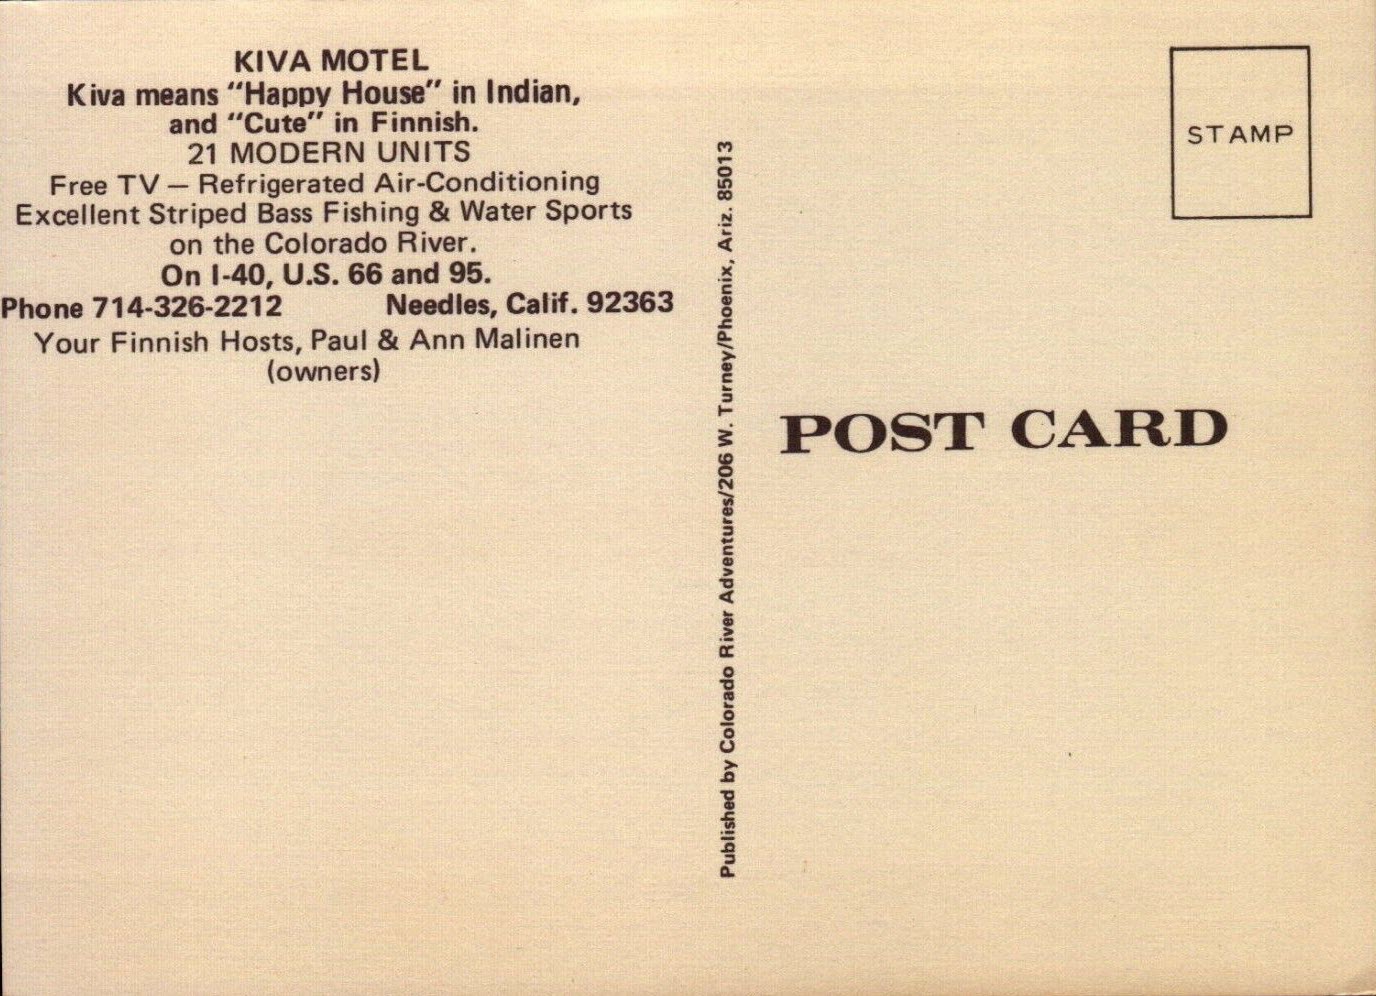 KIVA MOTEL
Kiva means "Happy House" in Indian,
and "Cute" in Finnish.
21 MODERN UNITS
Free TV — Refrigerated Air-Conditioning
Excellent Striped Bass Fishing & Water Sports
on the Colorado River.
On I-40, U.S. 66 and 95.
Phone 714-326-2212 Needles, Calif. 92363
Your Finnish Hosts, Paul & Ann Malinen
(owners)
Published by Colorado River Adventures/206 W. Turney/Phoenix, Ariz. 85013
STAMP
POST CARD